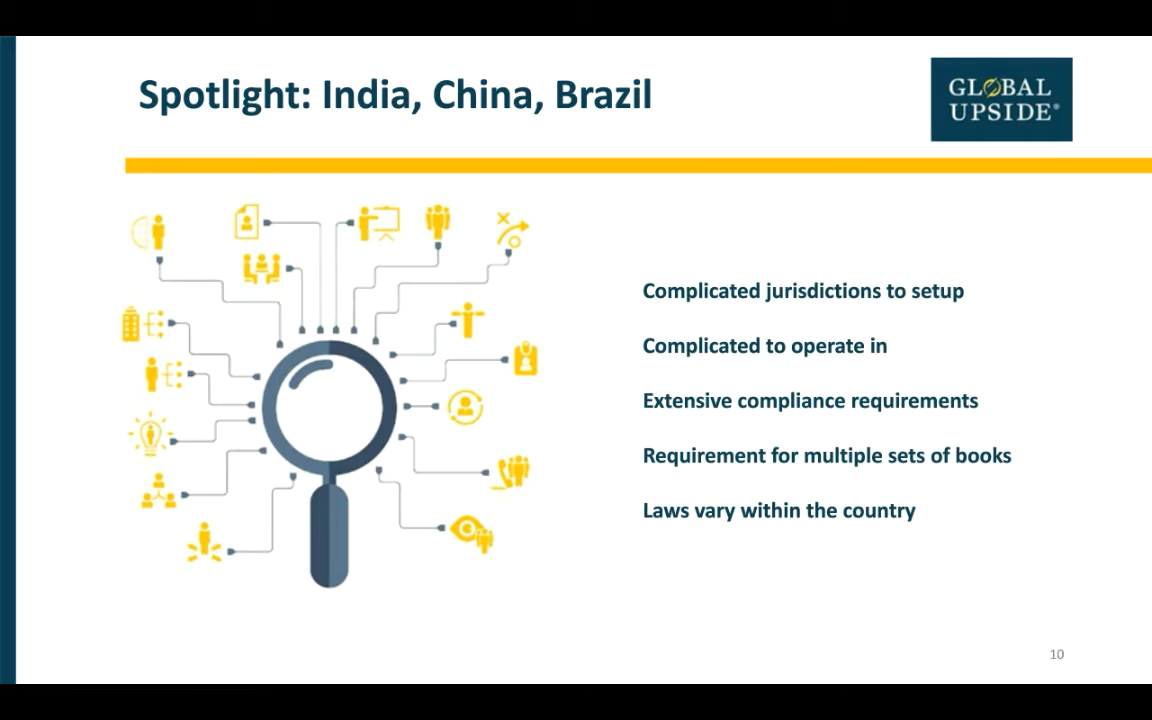 Spotlight: India, China, Brazil
GLOBAL
UPSIDE®
Complicated jurisdictions to setup
Complicated to operate in
Extensive compliance requirements
Requirement for multiple sets of books
Laws vary within the country
10